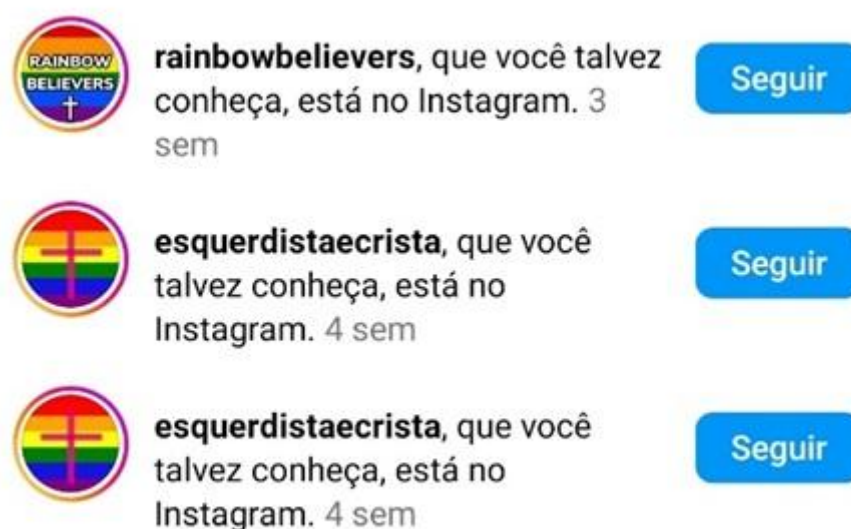 RAINBOW
BELIEVERS
rainbowbelievers, que você talvez
conheça, está no Instagram. 3
sem
Seguir
esquerdistaecrista, que você
talvez conheça, está no
Instagram. 4 sem
Seguir
esquerdistaecrista, que você
talvez conheça, está no
Instagram. 4 sem
Seguir